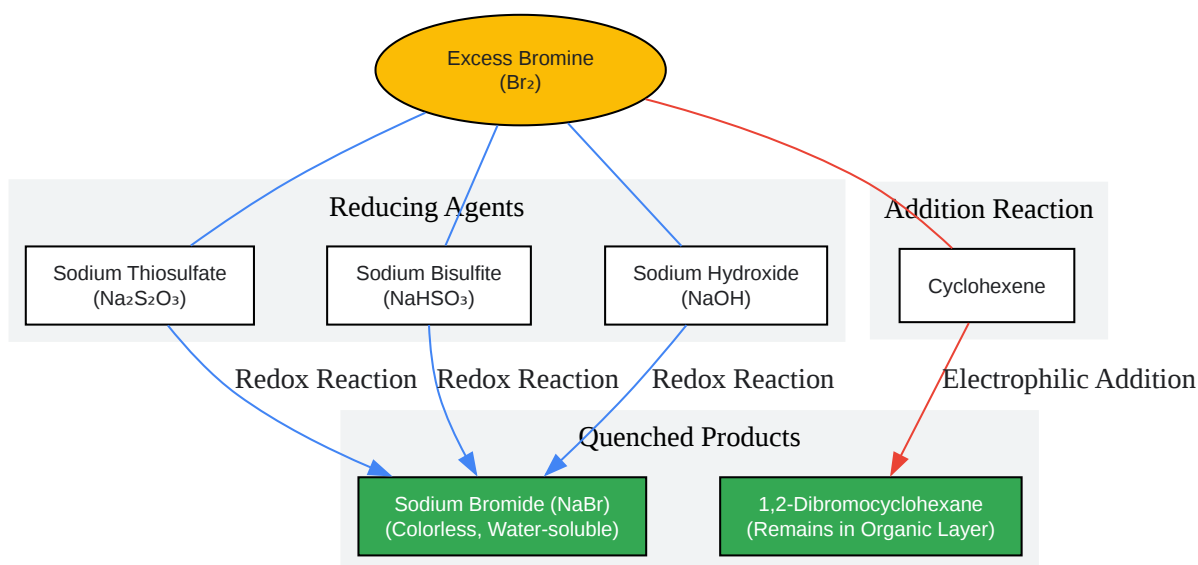 Excess Bromine
(Br₂)
Reducing Agents
Addition Reaction
Sodium Thiosulfate
(Na₂S₂O₃)
Sodium Bisulfite
(NaHSO₃)
Sodium Hydroxide
(NaOH)
Cyclohexene
Redox Reaction
Redox Reaction
Redox Reaction
Electrophilic Addition
Quenched Products
Sodium Bromide (NaBr)
(Colorless, Water-soluble)
1,2-Dibromocyclohexane
(Remains in Organic Layer)